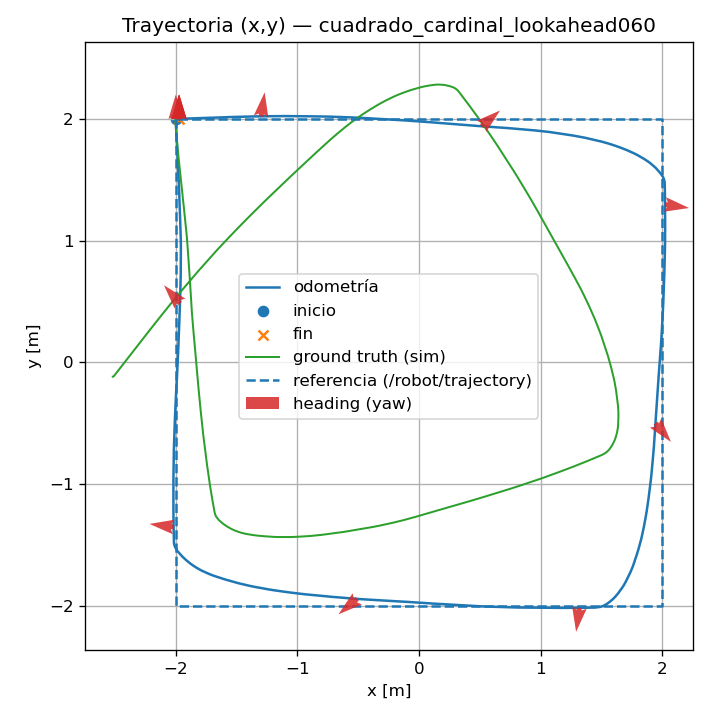 Trayectoria (x,y) — cuadrado_cardinal_lookahead060
y [m]
2
1
0
−1
−2
odometría
inicio
fin
ground truth (sim)
referencia (/robot/trajectory)
heading (yaw)
−2 −1 0 1 2
x [m]